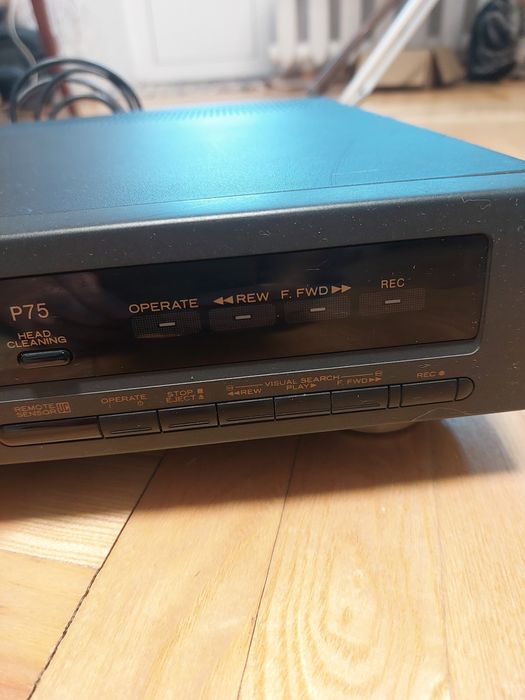 P75
HEAD
CLEANING
OPERATE ◀◀REW F. FWD▶▶ REC
REMOTE
SENSOR
OPERATE
STOP ■
EJECT ▲
VISUAL SEARCH
◀◀REW PLAY▶ F. FWD▶▶
REC ●